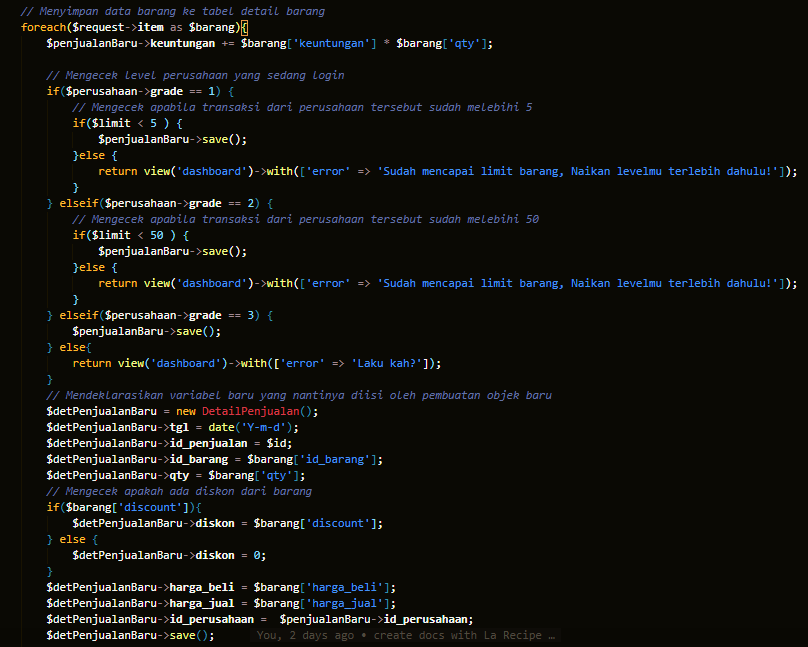 // Menyimpan data barang ke tabel detail barang
foreach($request->item as $barang){
$penjualanBaru->keuntungan += $barang['keuntungan'] * $barang['qty'];
// Mengecek level perusahaan yang sedang login
if($perusahaan->grade == 1) {
// Mengecek apabila transaksi dari perusahaan tersebut sudah melebihi 5
if($limit < 5 ) {
$penjualanBaru->save();
}else {
return view('dashboard')->with(['error' => 'Sudah mencapai limit barang, Naikan levelmu terlebih dahulu!']);
}
} elseif($perusahaan->grade == 2) {
// Mengecek apabila transaksi dari perusahaan tersebut sudah melebihi 50
if($limit < 50 ) {
$penjualanBaru->save();
}else {
return view('dashboard')->with(['error' => 'Sudah mencapai limit barang, Naikan levelmu terlebih dahulu!']);
}
} elseif($perusahaan->grade == 3) {
$penjualanBaru->save();
} else{
return view('dashboard')->with(['error' => 'Laku kah?']);
}
// Mendeklarasikan variabel baru yang nantinya diisi oleh pembuatan objek baru
$detPenjualanBaru = new DetailPenjualan();
$detPenjualanBaru->tgl = date('Y-m-d');
$detPenjualanBaru->id_penjualan = $id;
$detPenjualanBaru->id_barang = $barang['id_barang'];
$detPenjualanBaru->qty = $barang['qty'];
// Mengecek apakah ada diskon dari barang
if($barang['discount']){
$detPenjualanBaru->diskon = $barang['discount'];
} else {
$detPenjualanBaru->diskon = 0;
}
$detPenjualanBaru->harga_beli = $barang['harga_beli'];
$detPenjualanBaru->harga_jual = $barang['harga_jual'];
$detPenjualanBaru->id_perusahaan =  $penjualanBaru->id_perusahaan;
$detPenjualanBaru->save(); You, 2 days ago • create docs with La Recipe …